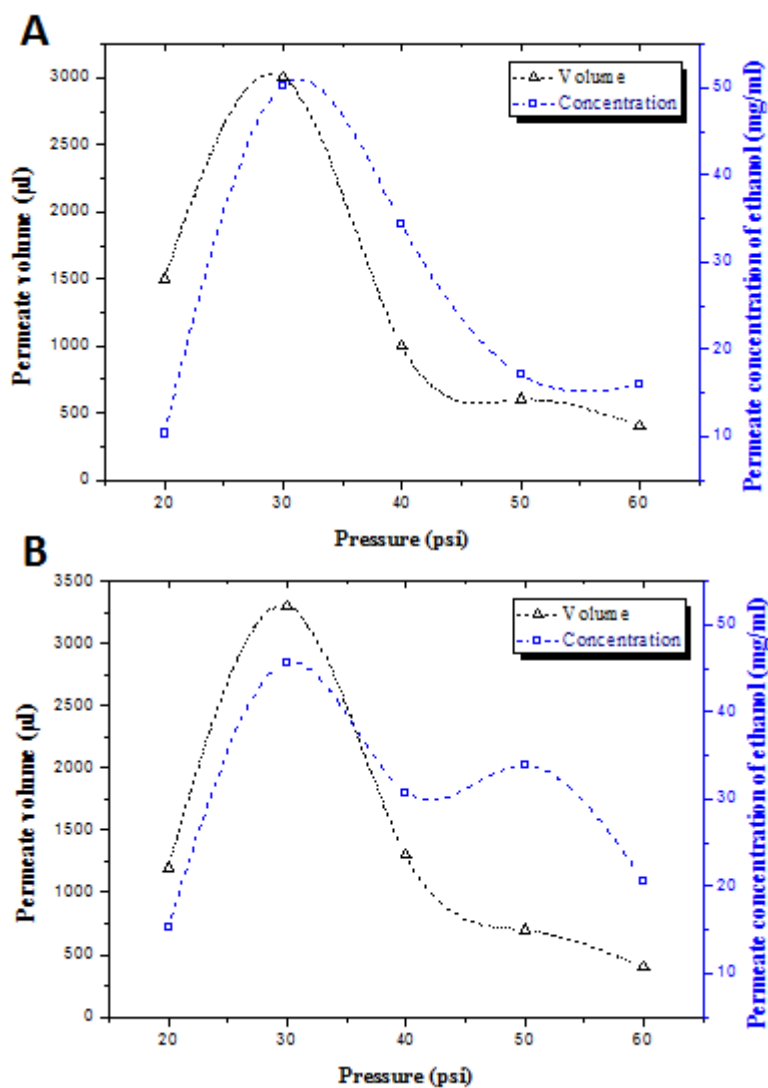 A
Volume
Concentration
3000
2500
2000
1500
1000
500
0
Permeate volume (µl)
50
40
30
20
10
Permeate concentration of ethanol (mg/ml)
20 30 40 50 60
Pressure (psi)
B
Volume
Concentration
3500
3000
2500
2000
1500
1000
500
0
Permeate volume (µl)
50
40
30
20
10
Permeate concentration of ethanol (mg/ml)
20 30 40 50 60
Pressure (psi)